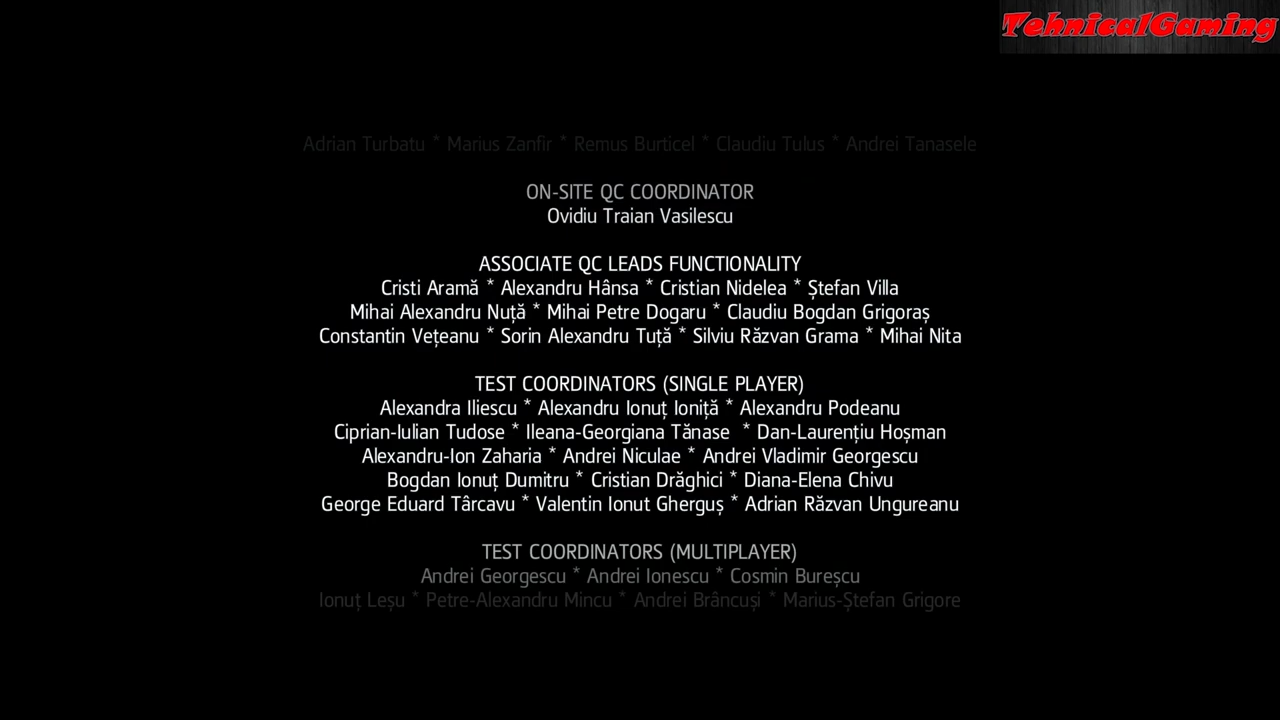 TehnicalGaming
Adrian Turbatu * Marius Zanfir * Remus Burticel * Claudiu Tulus * Andrei Tanasele
ON-SITE QC COORDINATOR
Ovidiu Traian Vasilescu
ASSOCIATE QC LEADS FUNCTIONALITY
Cristi Aramă * Alexandru Hânsa * Cristian Nidelea * Ștefan Villa
Mihai Alexandru Nuță * Mihai Petre Dogaru * Claudiu Bogdan Grigoraș
Constantin Vețeanu * Sorin Alexandru Tuță * Silviu Răzvan Grama * Mihai Nita
TEST COORDINATORS (SINGLE PLAYER)
Alexandra Iliescu * Alexandru Ionuț Ioniță * Alexandru Podeanu
Ciprian-Iulian Tudose * Ileana-Georgiana Tănase * Dan-Laurențiu Hoșman
Alexandru-Ion Zaharia * Andrei Niculae * Andrei Vladimir Georgescu
Bogdan Ionuț Dumitru * Cristian Drăghici * Diana-Elena Chivu
George Eduard Târcavu * Valentin Ionut Gherguș * Adrian Răzvan Ungureanu
TEST COORDINATORS (MULTIPLAYER)
Andrei Georgescu * Andrei Ionescu * Cosmin Bureșcu
Ionuț Leșu * Petre-Alexandru Mincu * Andrei Brâncuși * Marius-Ștefan Grigore